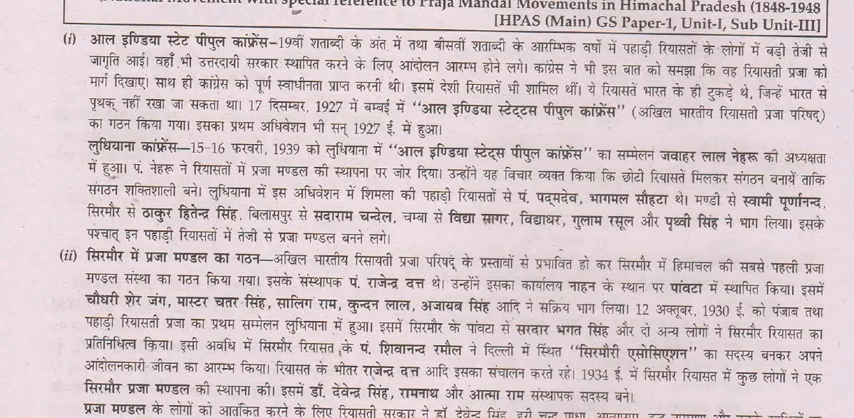 (National Movement with special reference to Praja Mandal Movements in Himachal Pradesh (1848-1948
[HPAS (Main) GS Paper-1, Unit-I, Sub Unit-III]
(i) आल इण्डिया स्टेट पीपुल कांफ्रेंस–19वीं शताब्दी के अंत में तथा बीसवीं शताब्दी के आरम्भिक वर्षों में पहाड़ी रियासतों के लोगों में बड़ी तेजी से
जागृति आई। वहाँ भी उत्तरदायी सरकार स्थापित करने के लिए आंदोलन आरम्भ होने लगे। कांग्रेस ने भी इस बात को समझा कि वह रियासती प्रजा को
मार्ग दिखाए। साथ ही कांग्रेस को पूर्ण स्वाधीनता प्राप्त करनी थी। इसमें देशी रियासतें भी शामिल थीं। ये रियासतें भारत के ही टुकड़े थे, जिन्हें भारत से
पृथक् नहीं रखा जा सकता था। 17 दिसम्बर, 1927 में बम्बई में "आल इण्डिया स्टेट्टस पीपुल कांफ्रेंस" (अखिल भारतीय रियासती प्रजा परिषद्)
का गठन किया गया। इसका प्रथम अधिवेशन भी सन् 1927 ई. में हुआ।
लुधियाना कांफ्रेंस–15-16 फरवरी, 1939 को लुधियाना में "आल इण्डिया स्टेट्स पीपुल कांफ्रेंस" का सम्मेलन जवाहर लाल नेहरू की अध्यक्षता
में हुआ। पं. नेहरू ने रियासतों में प्रजा मण्डल की स्थापना पर जोर दिया। उन्होंने यह विचार व्यक्त किया कि छोटी रियासतें मिलकर संगठन बनायें ताकि
संगठन शक्तिशाली बने। लुधियाना में इस अधिवेशन में शिमला की पहाड़ी रियासतों से पं. पद्मदेव, भागमल सौहटा थे। मण्डी से स्वामी पूर्णानन्द,
सिरमौर से ठाकुर हितेन्द्र सिंह, बिलासपुर से सदाराम चन्देल, चम्बा से विद्या सागर, विद्याधर, गुलाम रसूल और पृथ्वी सिंह ने भाग लिया। इसके
पश्चात् इन पहाड़ी रियासतों में तेजी से प्रजा मण्डल बनने लगे।
(ii) सिरमौर में प्रजा मण्डल का गठन–अखिल भारतीय रिसायती प्रजा परिषद् के प्रस्तावों से प्रभावित हो कर सिरमौर में हिमाचल की सबसे पहली प्रजा
मण्डल संस्था का गठन किया गया। इसके संस्थापक पं. राजेन्द्र दत्त थे। उन्होंने इसका कार्यालय नाहन के स्थान पर पांवटा में स्थापित किया। इसमें
चौधरी शेर जंग, मास्टर चतर सिंह, सालिग राम, कुन्दन लाल, अजायब सिंह आदि ने सक्रिय भाग लिया। 12 अक्तूबर, 1930 ई. को पंजाब तथा
पहाड़ी रियासती प्रजा का प्रथम सम्मेलन लुधियाना में हुआ। इसमें सिरमौर के पांवटा से सरदार भगत सिंह और दो अन्य लोगों ने सिरमौर रियासत का
प्रतिनिधित्व किया। इसी अवधि में सिरमौर रियासत के पं. शिवानन्द रमौल ने दिल्ली में स्थित "सिरमौरी एसोसिएशन" का सदस्य बनकर अपने
आंदोलनकारी जीवन का आरम्भ किया। रियासत के भीतर राजेन्द्र दत्त आदि इसका संचालन करते रहे। 1934 ई. में सिरमौर रियासत में कुछ लोगों ने एक
सिरमौर प्रजा मण्डल की स्थापना की। इसमें डॉ. देवेन्द्र सिंह, रामनाथ और आत्मा राम संस्थापक सदस्य बने।
प्रजा मण्डल के लोगों को आतंकित करने के लिए रियासती सरकार ने डॉ. देवेन्द्र सिंह, हरी चन्द